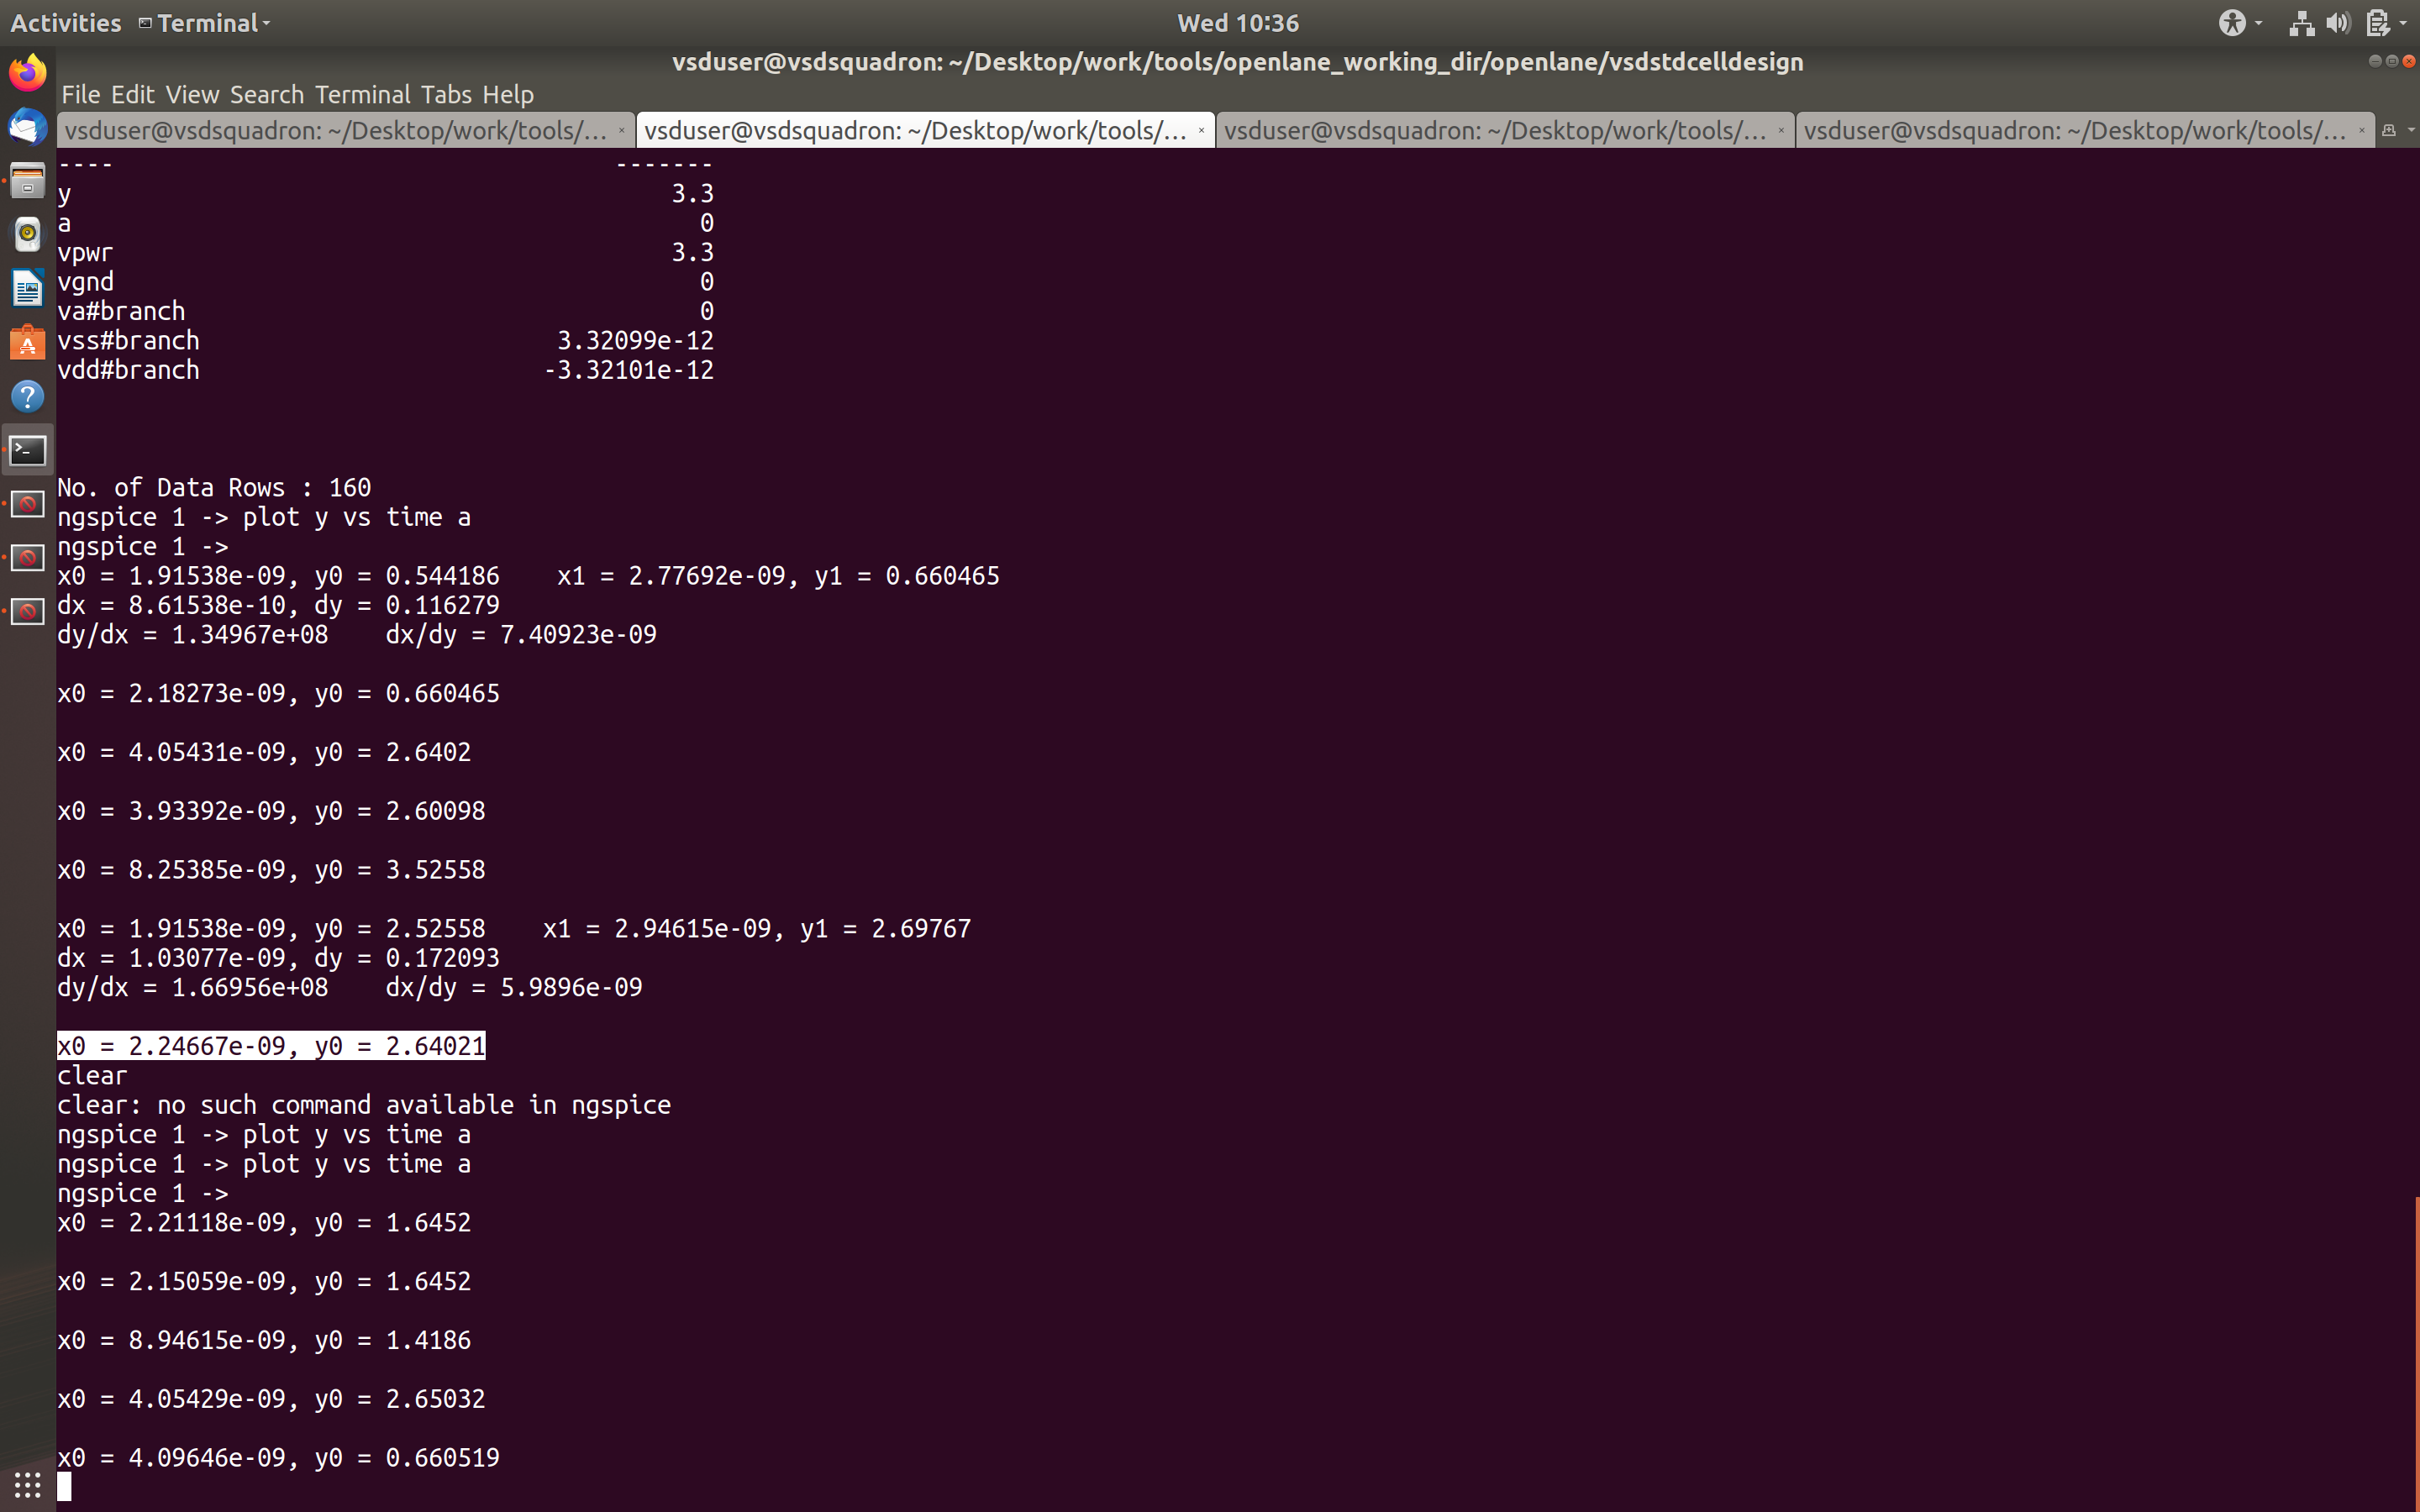 Activities Terminal Wed 10:36
vsduser@vsdsquadron: ~/Desktop/work/tools/openlane_working_dir/openlane/vsdstdcelldesign
File Edit View Search Terminal Tabs Help
vsduser@vsdsquadron: ~/Desktop/work/tools/... vsduser@vsdsquadron: ~/Desktop/work/tools/... vsduser@vsdsquadron: ~/Desktop/work/tools/... vsduser@vsdsquadron: ~/Desktop/work/tools/...
---- -------
y 3.3
a 0
vpwr 3.3
vgnd 0
va#branch 0
vss#branch 3.32099e-12
vdd#branch -3.32101e-12
No. of Data Rows : 160
ngspice 1 -> plot y vs time a
ngspice 1 ->
x0 = 1.91538e-09, y0 = 0.544186 x1 = 2.77692e-09, y1 = 0.660465
dx = 8.61538e-10, dy = 0.116279
dy/dx = 1.34967e+08 dx/dy = 7.40923e-09
x0 = 2.18273e-09, y0 = 0.660465
x0 = 4.05431e-09, y0 = 2.6402
x0 = 3.93392e-09, y0 = 2.60098
x0 = 8.25385e-09, y0 = 3.52558
x0 = 1.91538e-09, y0 = 2.52558 x1 = 2.94615e-09, y1 = 2.69767
dx = 1.03077e-09, dy = 0.172093
dy/dx = 1.66956e+08 dx/dy = 5.9896e-09
x0 = 2.24667e-09, y0 = 2.64021
clear
clear: no such command available in ngspice
ngspice 1 -> plot y vs time a
ngspice 1 -> plot y vs time a
ngspice 1 ->
x0 = 2.21118e-09, y0 = 1.6452
x0 = 2.15059e-09, y0 = 1.6452
x0 = 8.94615e-09, y0 = 1.4186
x0 = 4.05429e-09, y0 = 2.65032
x0 = 4.09646e-09, y0 = 0.660519